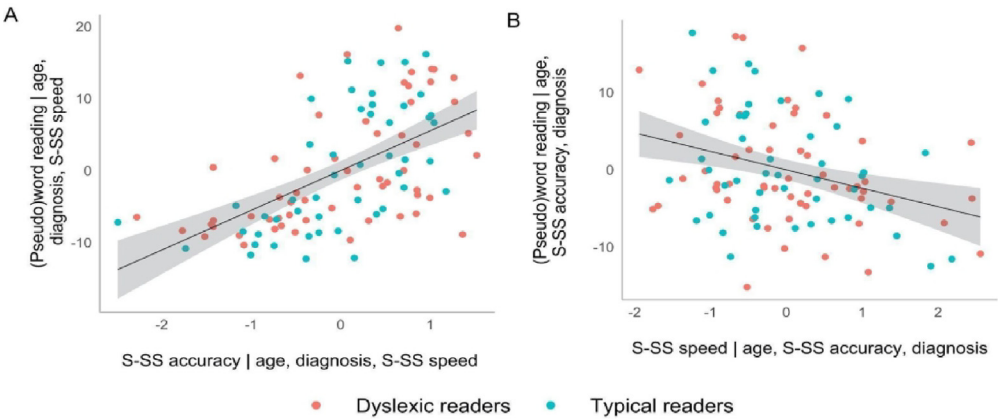 A
(Pseudo)word reading | age,
diagnosis, S-SS speed
20
10
0
-10
-2
-1
0
1
S-SS accuracy | age, diagnosis, S-SS speed
B
(Pseudo)word reading | age,
S-SS accuracy, diagnosis
10
0
-10
-2
-1
0
1
2
S-SS speed | age, S-SS accuracy, diagnosis
Dyslexic readers
Typical readers